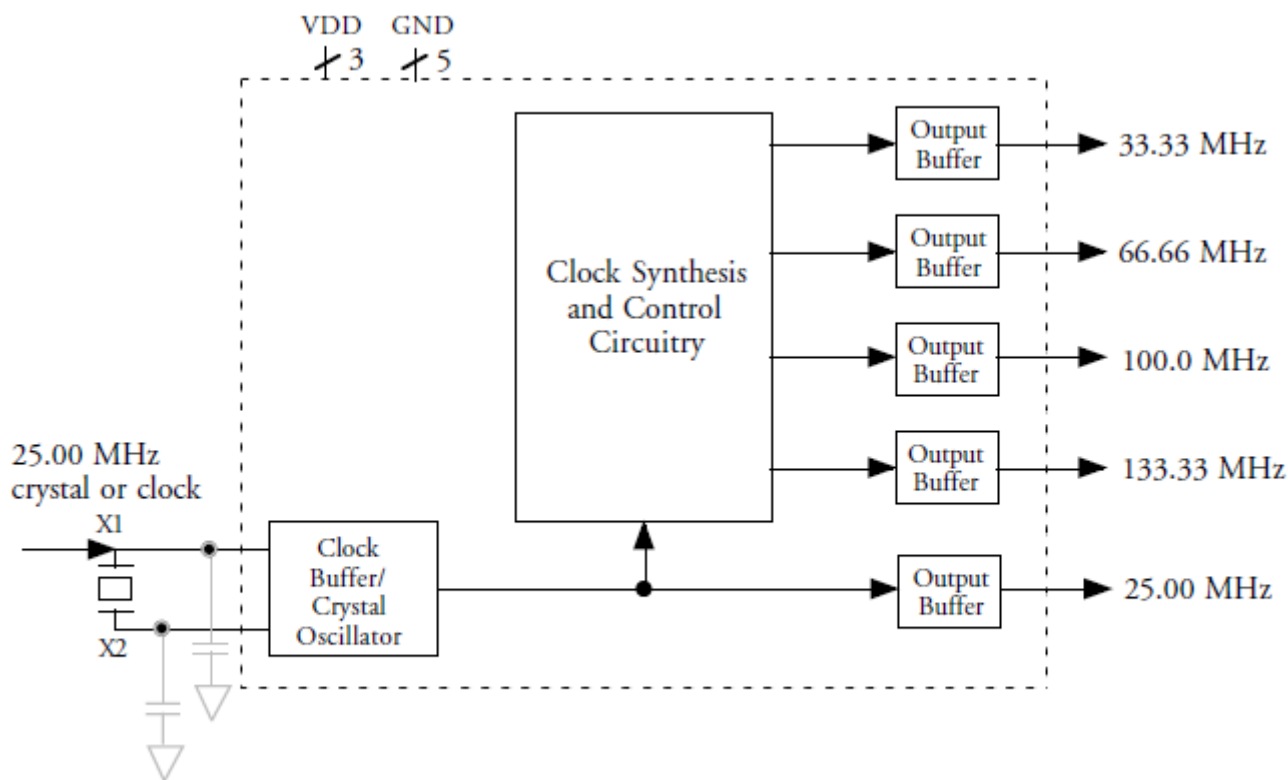 VDD GND
3 5
Output
Buffer
33.33 MHz
Output
Buffer
66.66 MHz
Clock Synthesis
and Control
Circuitry
Output
Buffer
100.0 MHz
Output
Buffer
133.33 MHz
25.00 MHz
crystal or clock
X1
X2
Clock
Buffer/
Crystal
Oscillator
Output
Buffer
25.00 MHz